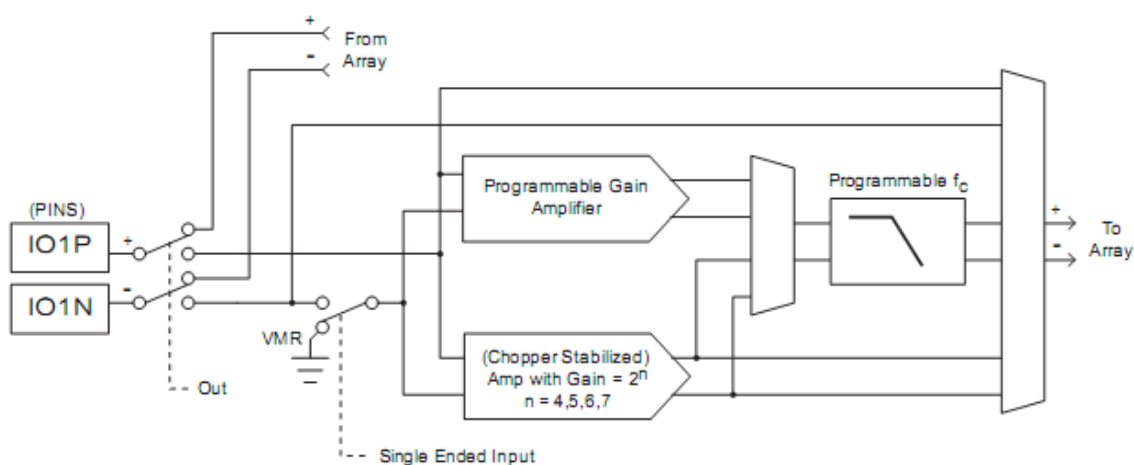 +
From
-
Array
(PINS)
IO1P
+
IO1N
-
VMR
Out
Single Ended Input
Programmable Gain
Amplifier
(Chopper Stabilized)
Amp with Gain = 2ⁿ
n = 4,5,6,7
Programmable fc
+
To
-
Array